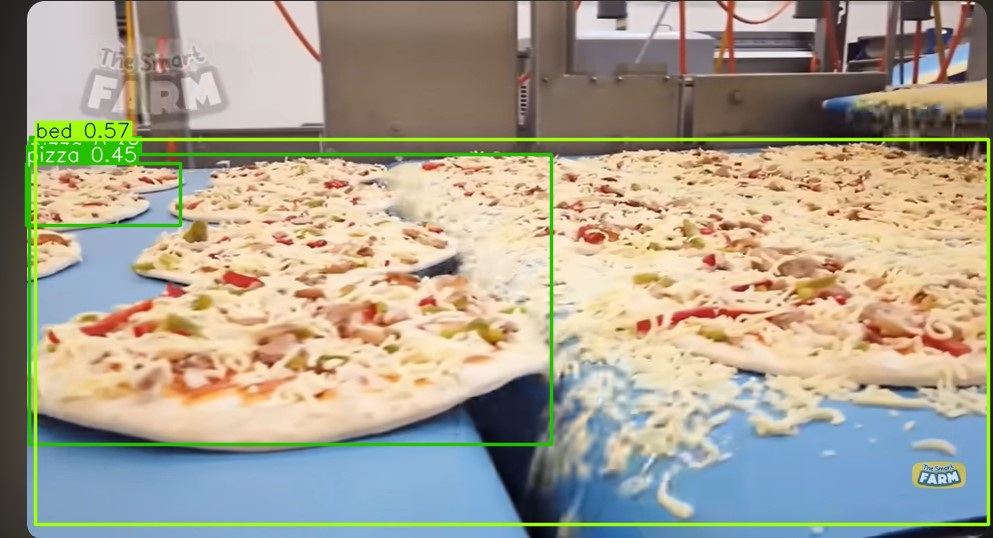 The Smart
FARM
bed 0.57
pizza 0.45
The Smart
FARM